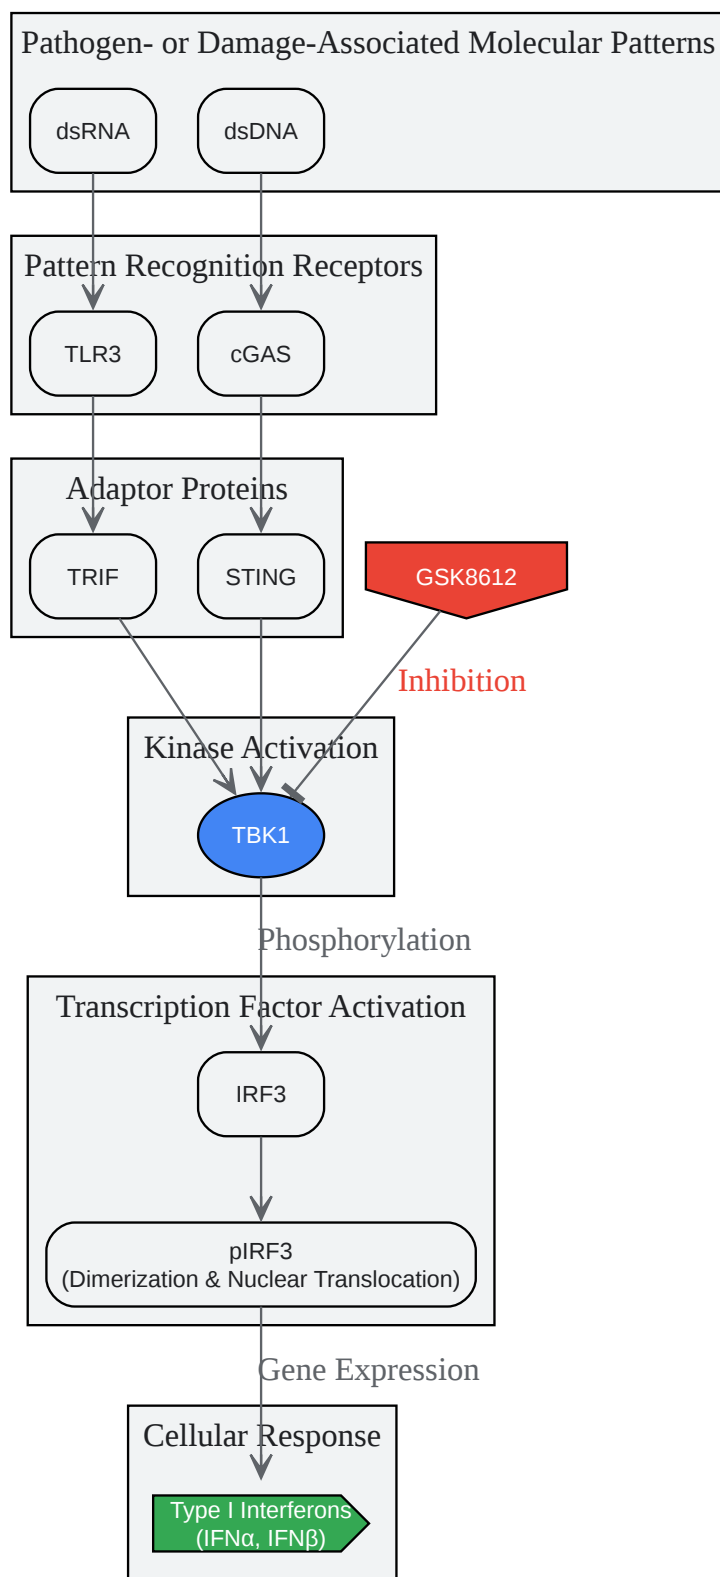 Pathogen- or Damage-Associated Molecular Patterns
dsRNA
dsDNA
Pattern Recognition Receptors
TLR3
cGAS
Adaptor Proteins
TRIF
STING
GSK8612
Inhibition
Kinase Activation
TBK1
Phosphorylation
Transcription Factor Activation
IRF3
pIRF3
(Dimerization & Nuclear Translocation)
Gene Expression
Cellular Response
Type I Interferons
(IFNα, IFNβ)